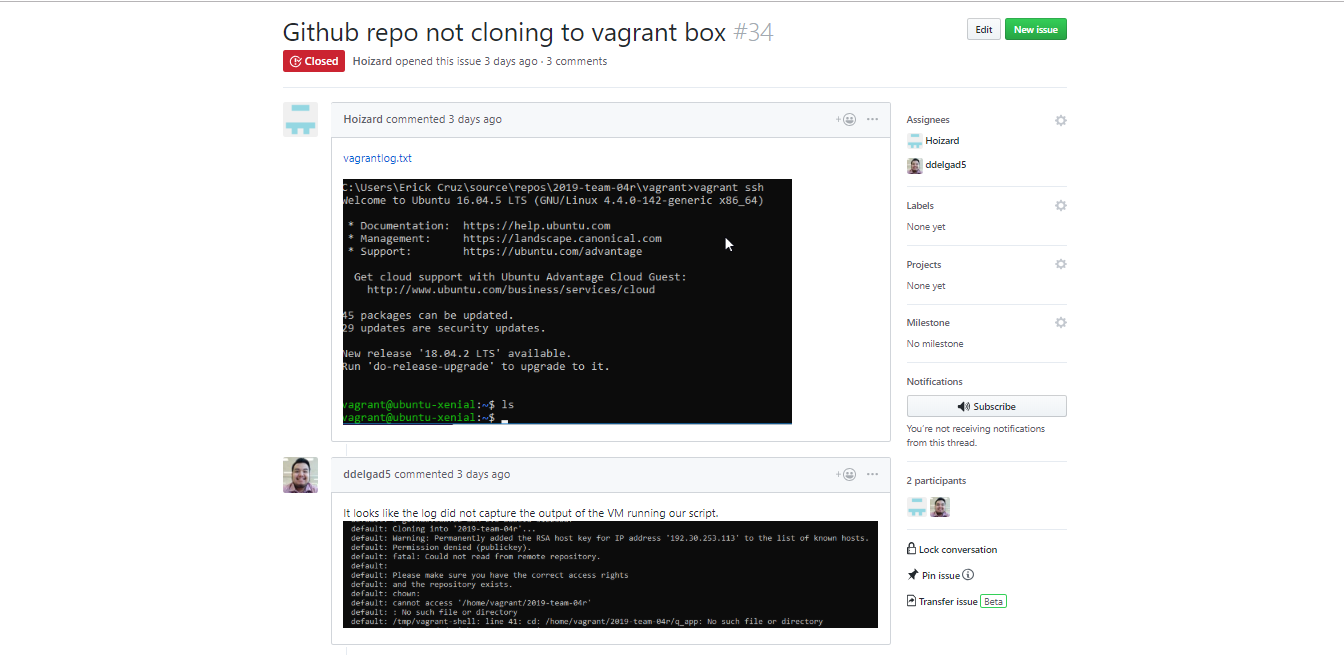 Github repo not cloning to vagrant box #34
Edit
New issue
Closed
Hoizard opened this issue 3 days ago · 3 comments
Hoizard commented 3 days ago
vagrantlog.txt
C:\Users\Erick Cruz\source\repos\2019-team-04r\vagrant>vagrant ssh
Welcome to Ubuntu 16.04.5 LTS (GNU/Linux 4.4.0-142-generic x86_64)
* Documentation: https://help.ubuntu.com
* Management: https://landscape.canonical.com
* Support: https://ubuntu.com/advantage
Get cloud support with Ubuntu Advantage Cloud Guest:
http://www.ubuntu.com/business/services/cloud
45 packages can be updated.
29 updates are security updates.
New release '18.04.2 LTS' available.
Run 'do-release-upgrade' to upgrade to it.
vagrant@ubuntu-xenial:~$ ls
vagrant@ubuntu-xenial:~$
ddelgad5 commented 3 days ago
It looks like the log did not capture the output of the VM running our script.
default: Cloning into '2019-team-04r'...
default: Warning: Permanently added the RSA host key for IP address '192.30.253.113' to the list of known hosts.
default: Permission denied (publickey).
default: fatal: Could not read from remote repository.
default:
default: Please make sure you have the correct access rights
default: and the repository exists.
default: chown:
default: cannot access '/home/vagrant/2019-team-04r'
default: : No such file or directory
default: /tmp/vagrant-shell: line 41: cd: /home/vagrant/2019-team-04r/q_app: No such file or directory
Assignees
Hoizard
ddelgad5
Labels
None yet
Projects
None yet
Milestone
No milestone
Notifications
Subscribe
You're not receiving notifications
from this thread.
2 participants
Lock conversation
Pin issue
Transfer issue Beta